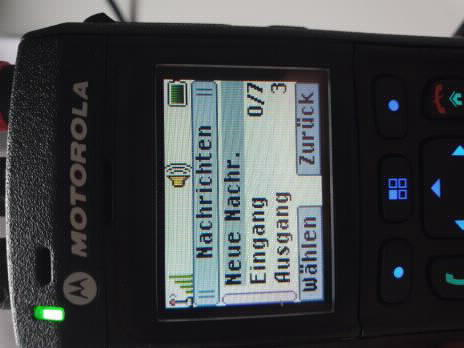 MOTOROLA
Nachrichten
Neue Nachr.
Eingang 0/7
Ausgang 3
wählen Zurück